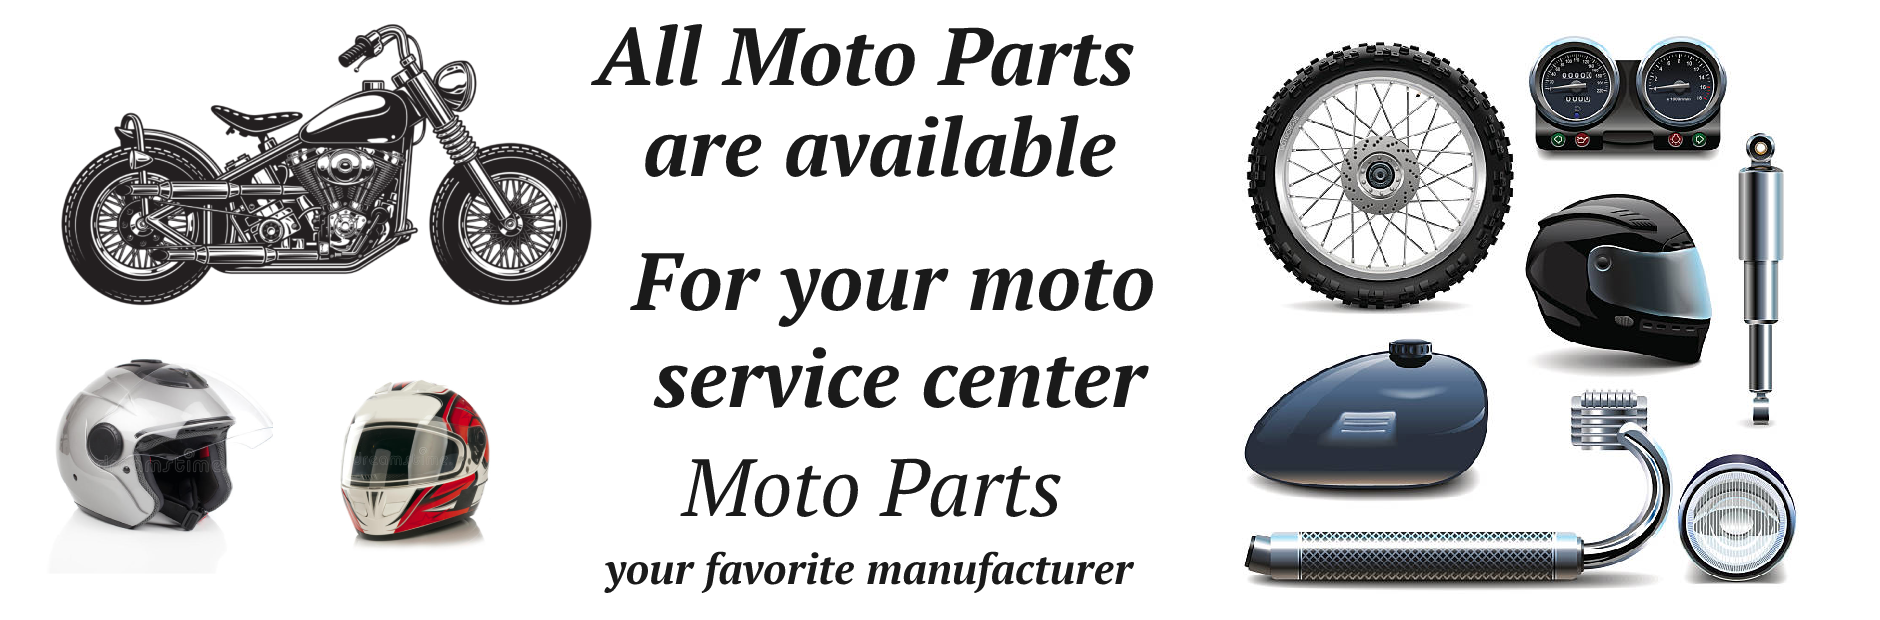 All Moto Parts
are available
For your moto
service center
Moto Parts
your favorite manufacturer